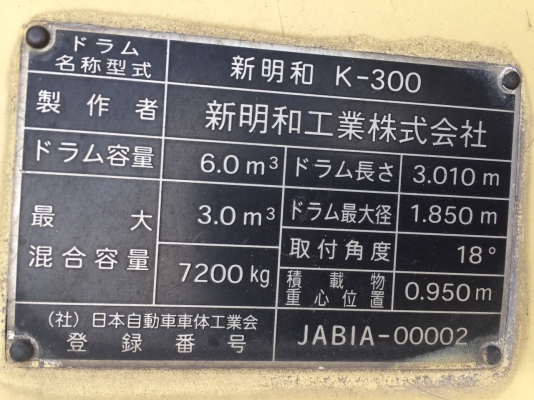 ドラム
名称型式
新明和 K-300
製作者
新明和工業株式会社
ドラム容量
6.0 m³
ドラム長さ
3.010 m
最大
混合容量
3.0 m³
7200 kg
ドラム最大径
1.850 m
取付角度
18°
積載物
重心位置
0.950 m
(社)日本自動車車体工業会
登録番号
JABIA-00002